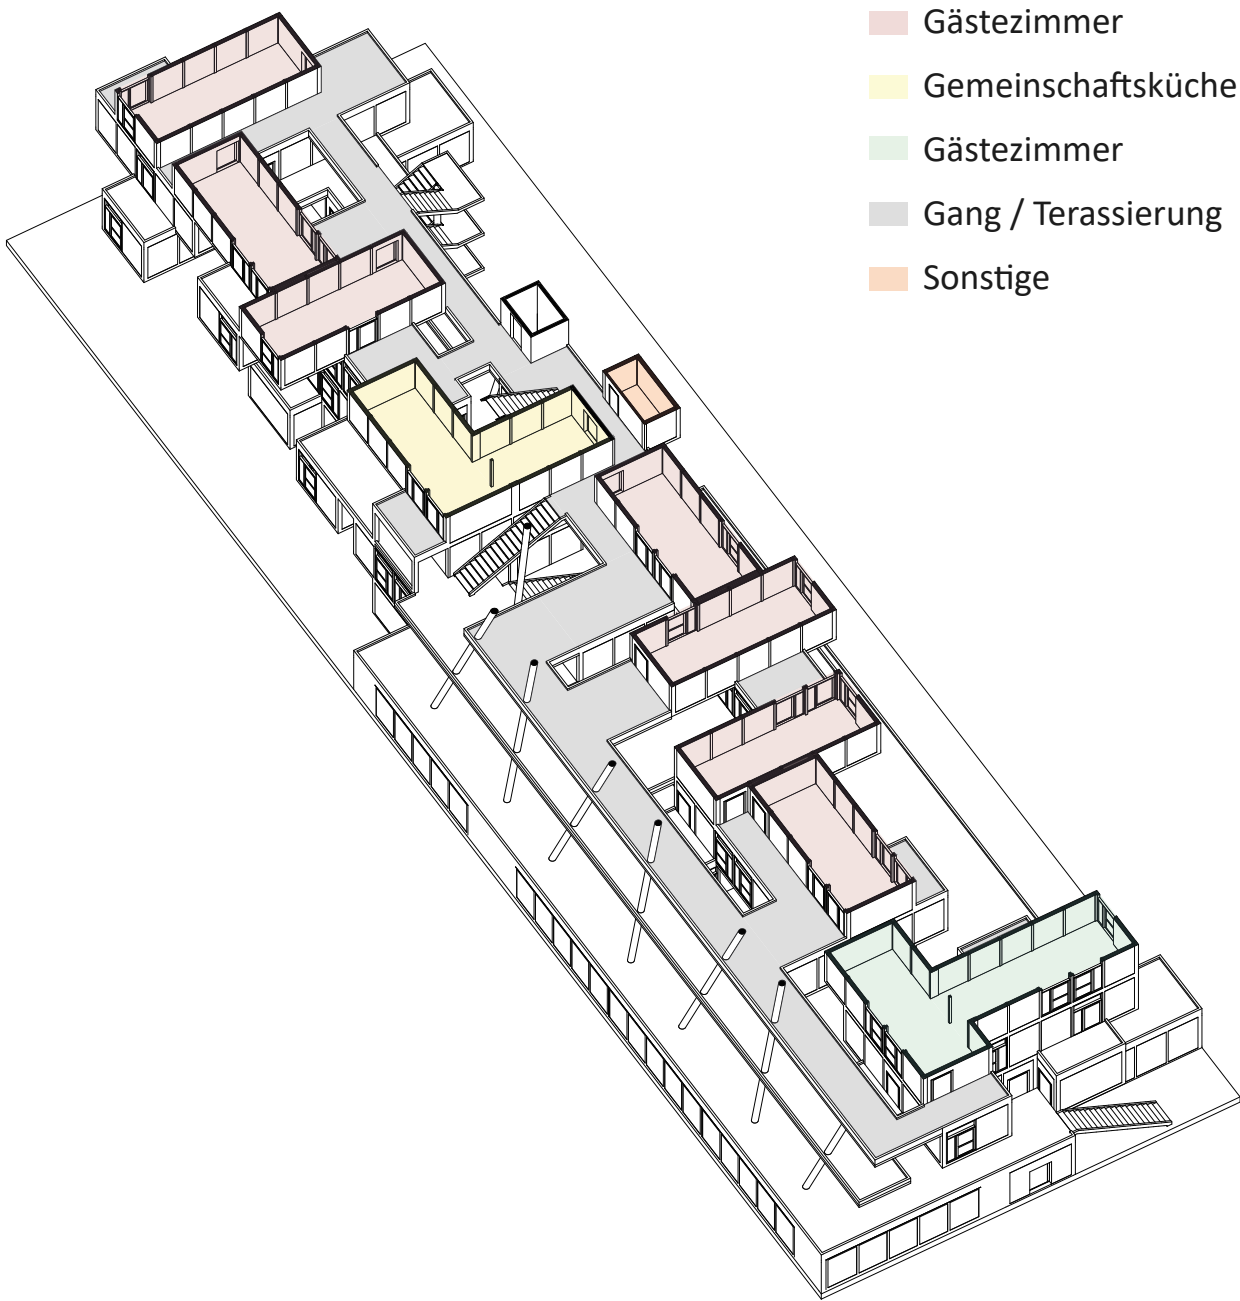 Gästezimmer
Gemeinschaftsküche
Gästezimmer
Gang / Terassierung
Sonstige